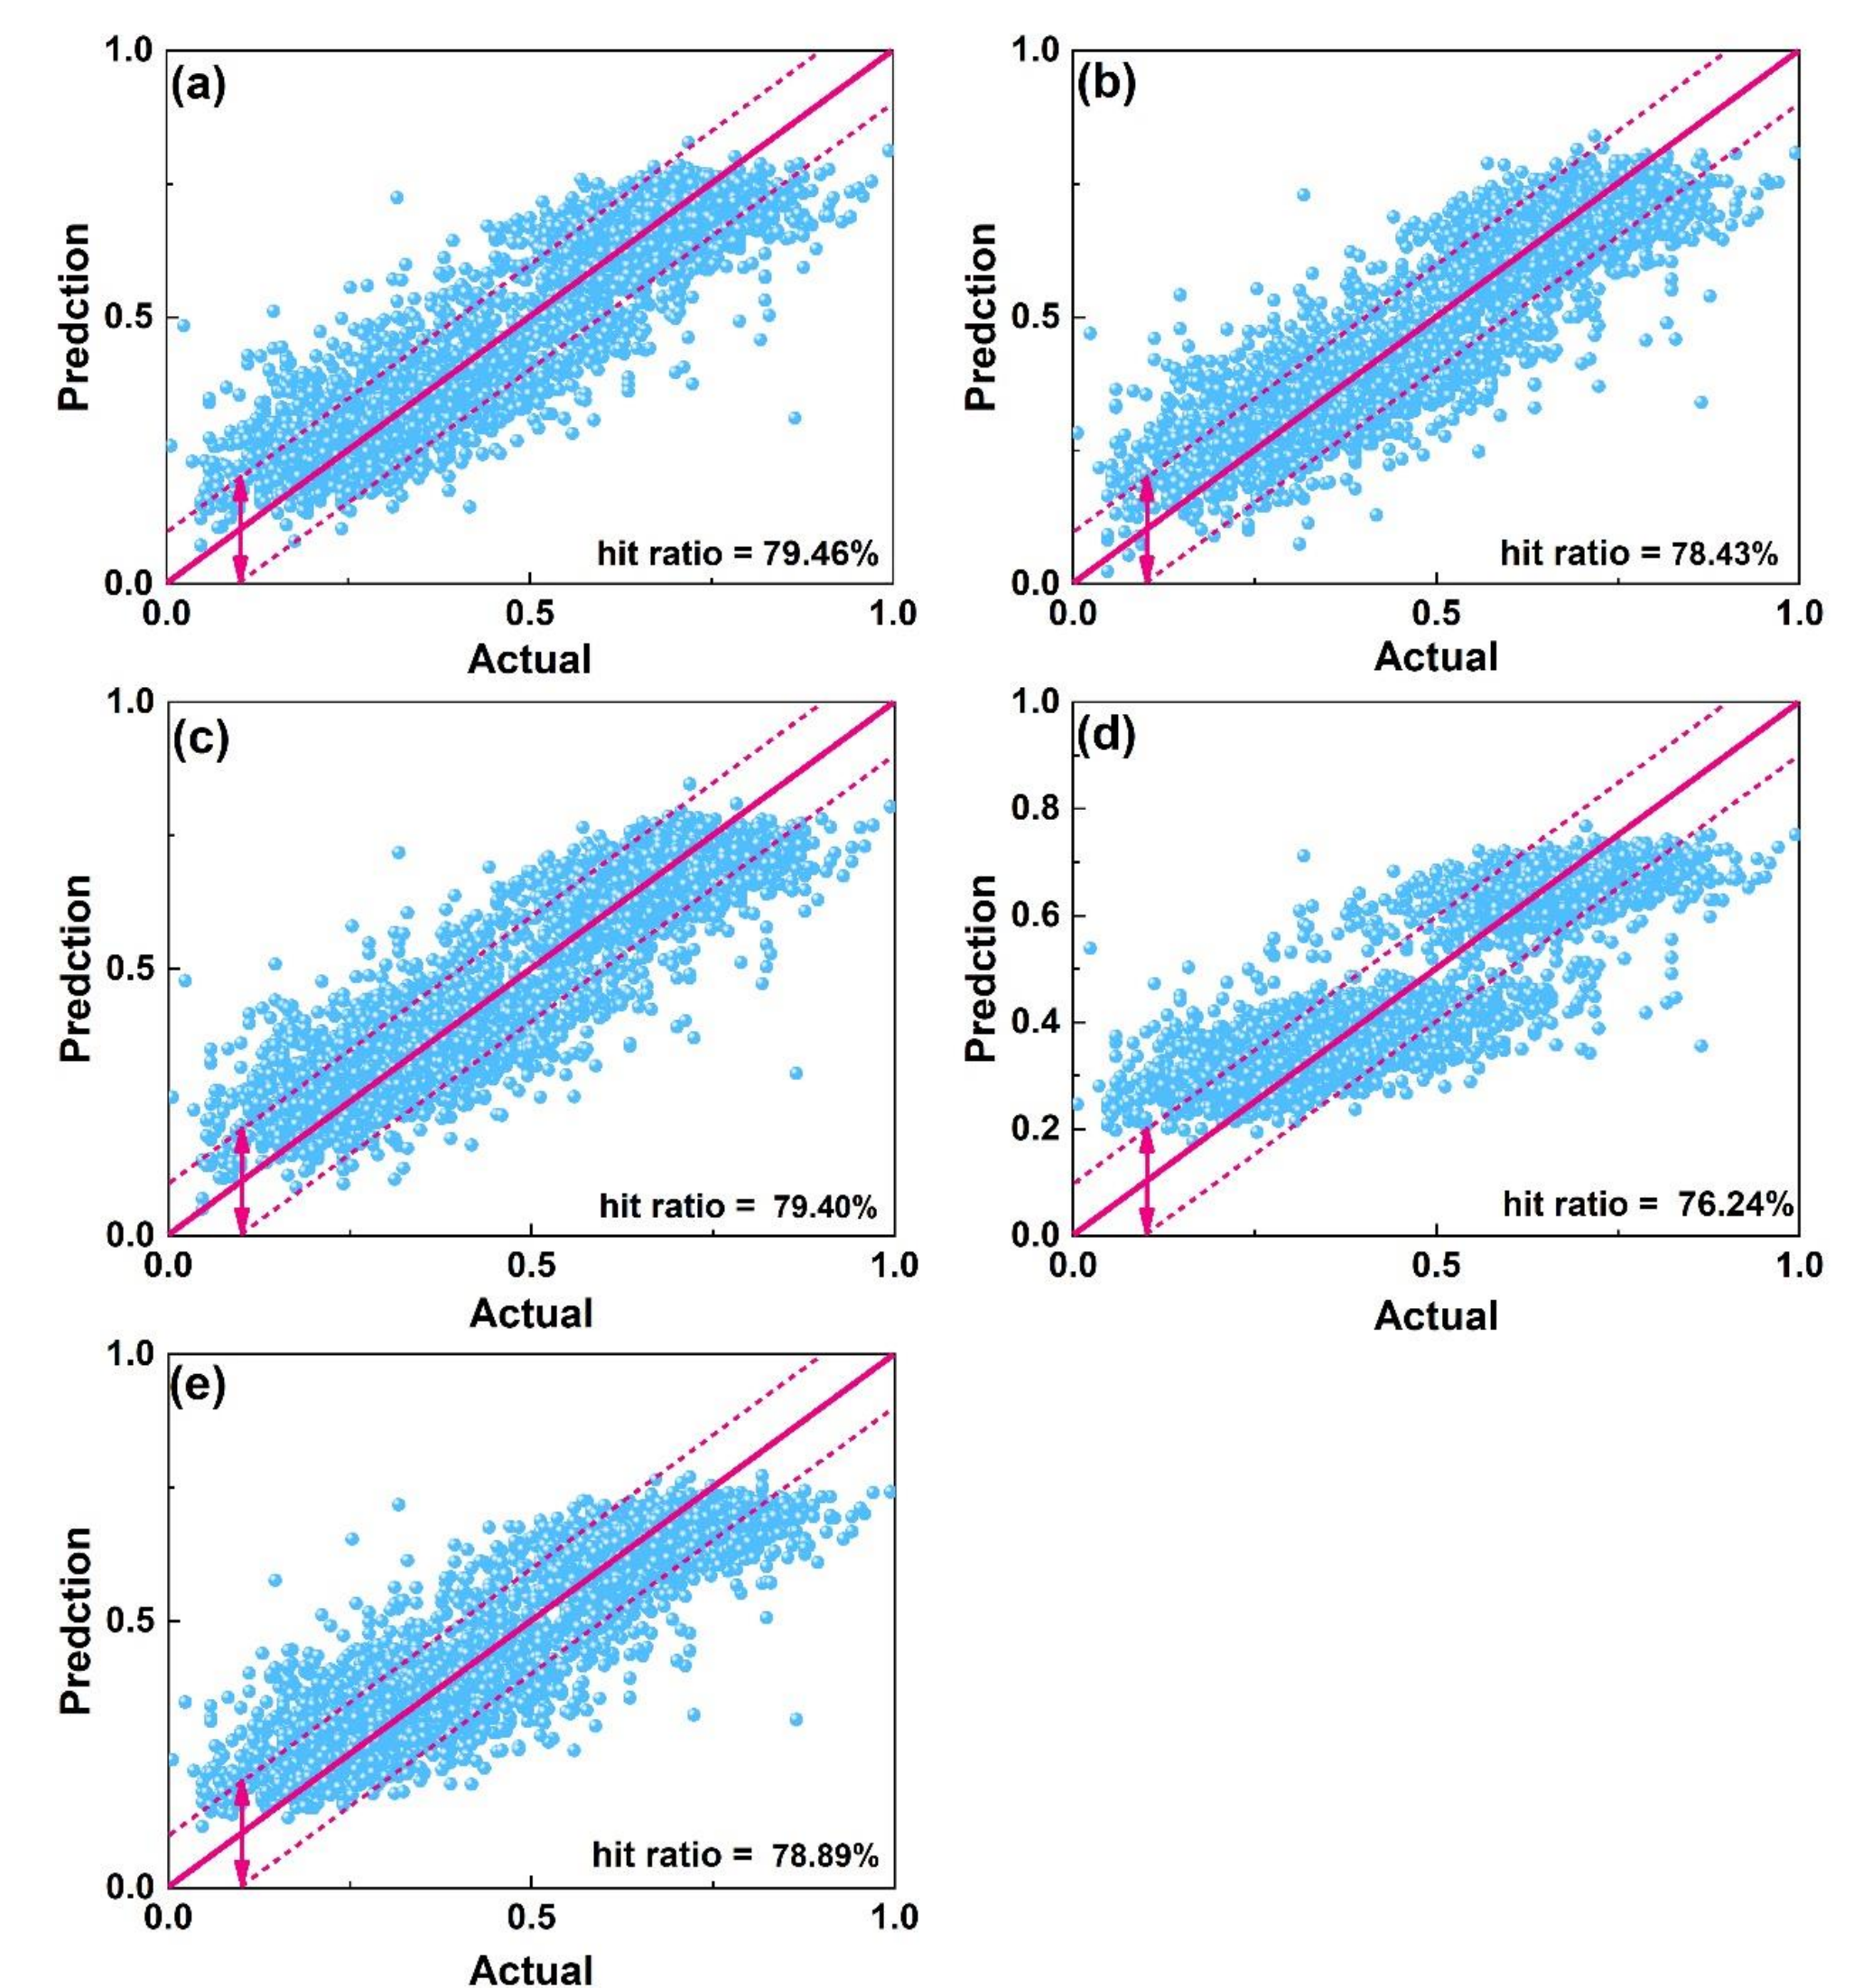 1.0
(a)
Predction
0.5
hit ratio = 79.46%
0.0
0.0 0.5 1.0
Actual
1.0
(b)
Predction
0.5
hit ratio = 78.43%
0.0
0.0 0.5 1.0
Actual
1.0
(c)
Predction
0.5
hit ratio = 79.40%
0.0
0.0 0.5 1.0
Actual
1.0
(d)
0.8
Predction
0.6
0.4
0.2
hit ratio = 76.24%
0.0
0.0 0.5 1.0
Actual
1.0
(e)
Predction
0.5
hit ratio = 78.89%
0.0
0.0 0.5 1.0
Actual